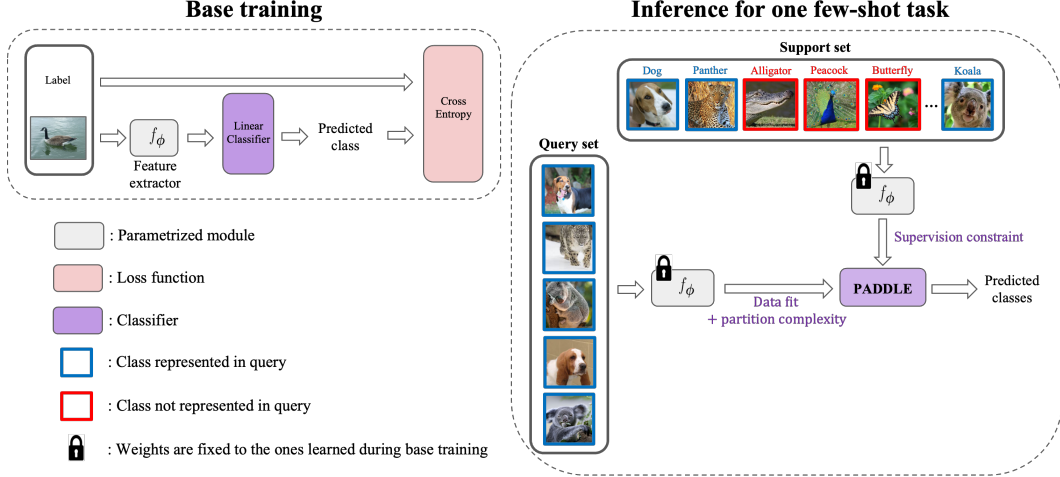 Base training
Label
f_ϕ
Feature
extractor
Linear
Classifier
Predicted
class
Cross
Entropy
: Parametrized module
: Loss function
: Classifier
: Class represented in query
: Class not represented in query
: Weights are fixed to the ones learned during base training
Inference for one few-shot task
Support set
Dog Panther Alligator Peacock Butterfly ... Koala
Query set
f_ϕ
Supervision constraint
f_ϕ
Data fit
+ partition complexity
PADDLE
Predicted
classes